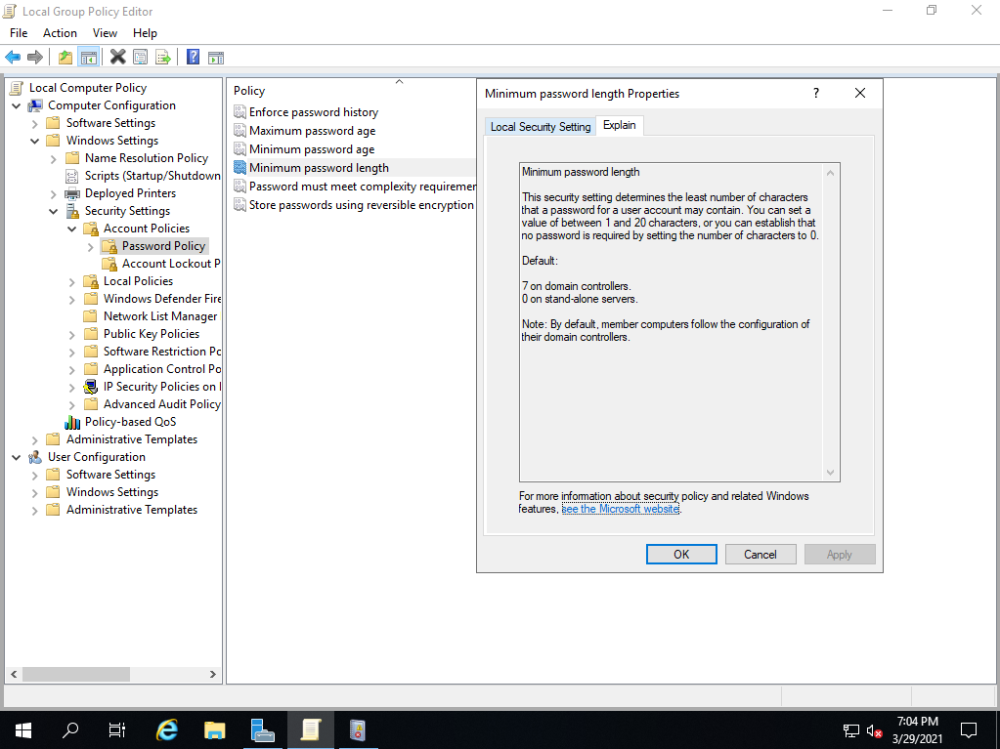 Local Group Policy Editor
File Action View Help
Local Computer Policy
Computer Configuration
Software Settings
Windows Settings
Name Resolution Policy
Scripts (Startup/Shutdown
Deployed Printers
Security Settings
Account Policies
Password Policy
Account Lockout P
Local Policies
Windows Defender Fire
Network List Manager
Public Key Policies
Software Restriction Po
Application Control Po
IP Security Policies on
Advanced Audit Policy
Policy-based QoS
Administrative Templates
User Configuration
Software Settings
Windows Settings
Administrative Templates
Policy
Enforce password history
Maximum password age
Minimum password age
Minimum password length
Password must meet complexity requiremen
Store passwords using reversible encryption
Minimum password length Properties
?
Local Security Setting Explain
Minimum password length
This security setting determines the least number of characters
that a password for a user account may contain. You can set a
value of between 1 and 20 characters, or you can establish that
no password is required by setting the number of characters to 0.
Default:
7 on domain controllers.
0 on stand-alone servers.
Note: By default, member computers follow the configuration of
their domain controllers.
For more information about security policy and related Windows
features, see the Microsoft website.
OK Cancel Apply
7:04 PM
3/29/2021